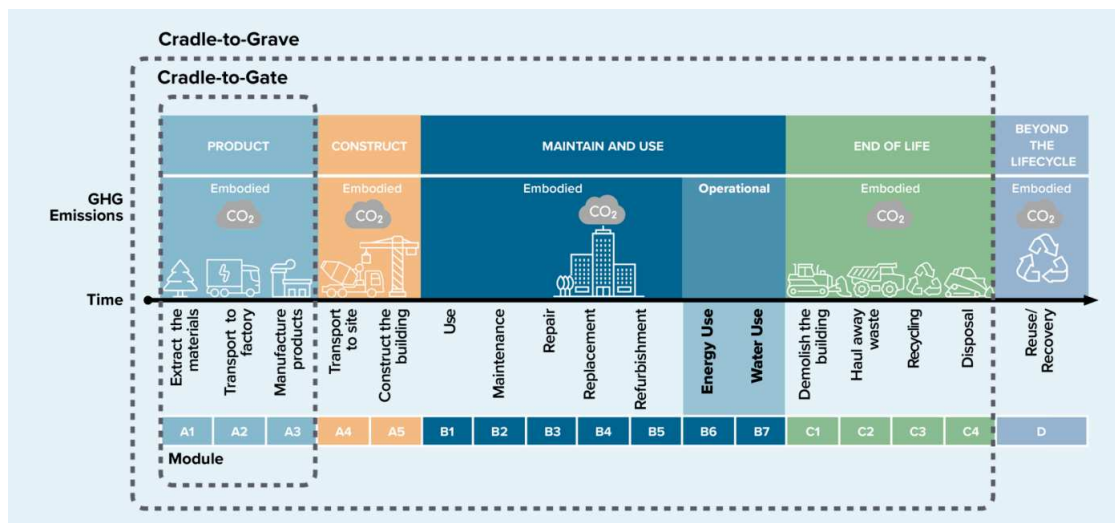 Cradle-to-Grave
Cradle-to-Gate
PRODUCT
CONSTRUCT
MAINTAIN AND USE
END OF LIFE
BEYOND
THE
LIFECYCLE
GHG
Emissions
Embodied
CO₂
Embodied
CO₂
Embodied
CO₂
Operational
Embodied
CO₂
Embodied
CO₂
Time
Extract the
materials
Transport to
factory
Manufacture
products
Transport
to site
Construct the
building
Use
Maintenance
Repair
Replacement
Refurbishment
Energy Use
Water Use
Demolish the
building
Haul away
waste
Recycling
Disposal
Reuse/
Recovery
A1
A2
A3
A4
A5
B1
B2
B3
B4
B5
B6
B7
C1
C2
C3
C4
D
Module